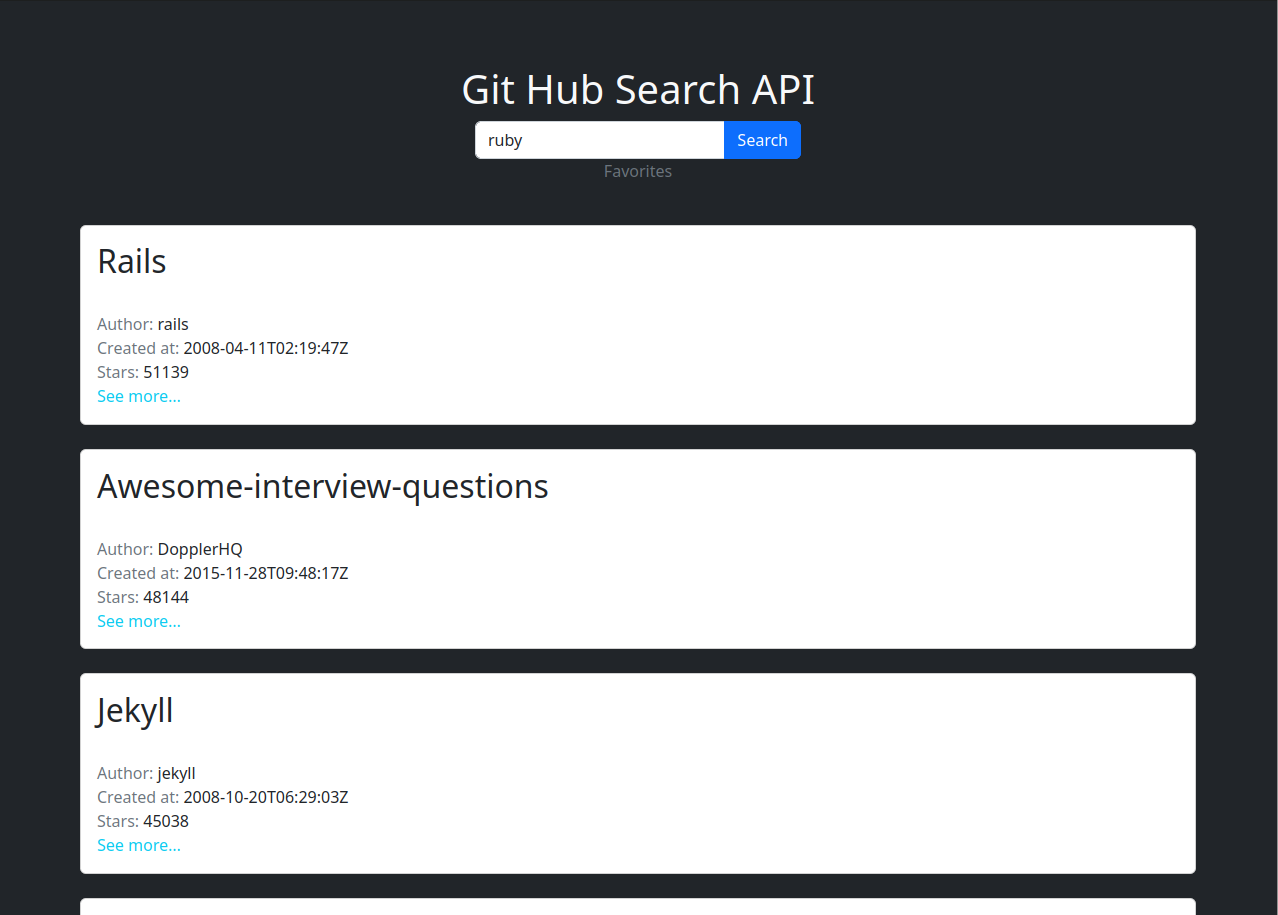 Git Hub Search API
ruby Search
Favorites
Rails
Author: rails
Created at: 2008-04-11T02:19:47Z
Stars: 51139
See more...
Awesome-interview-questions
Author: DopplerHQ
Created at: 2015-11-28T09:48:17Z
Stars: 48144
See more...
Jekyll
Author: jekyll
Created at: 2008-10-20T06:29:03Z
Stars: 45038
See more...